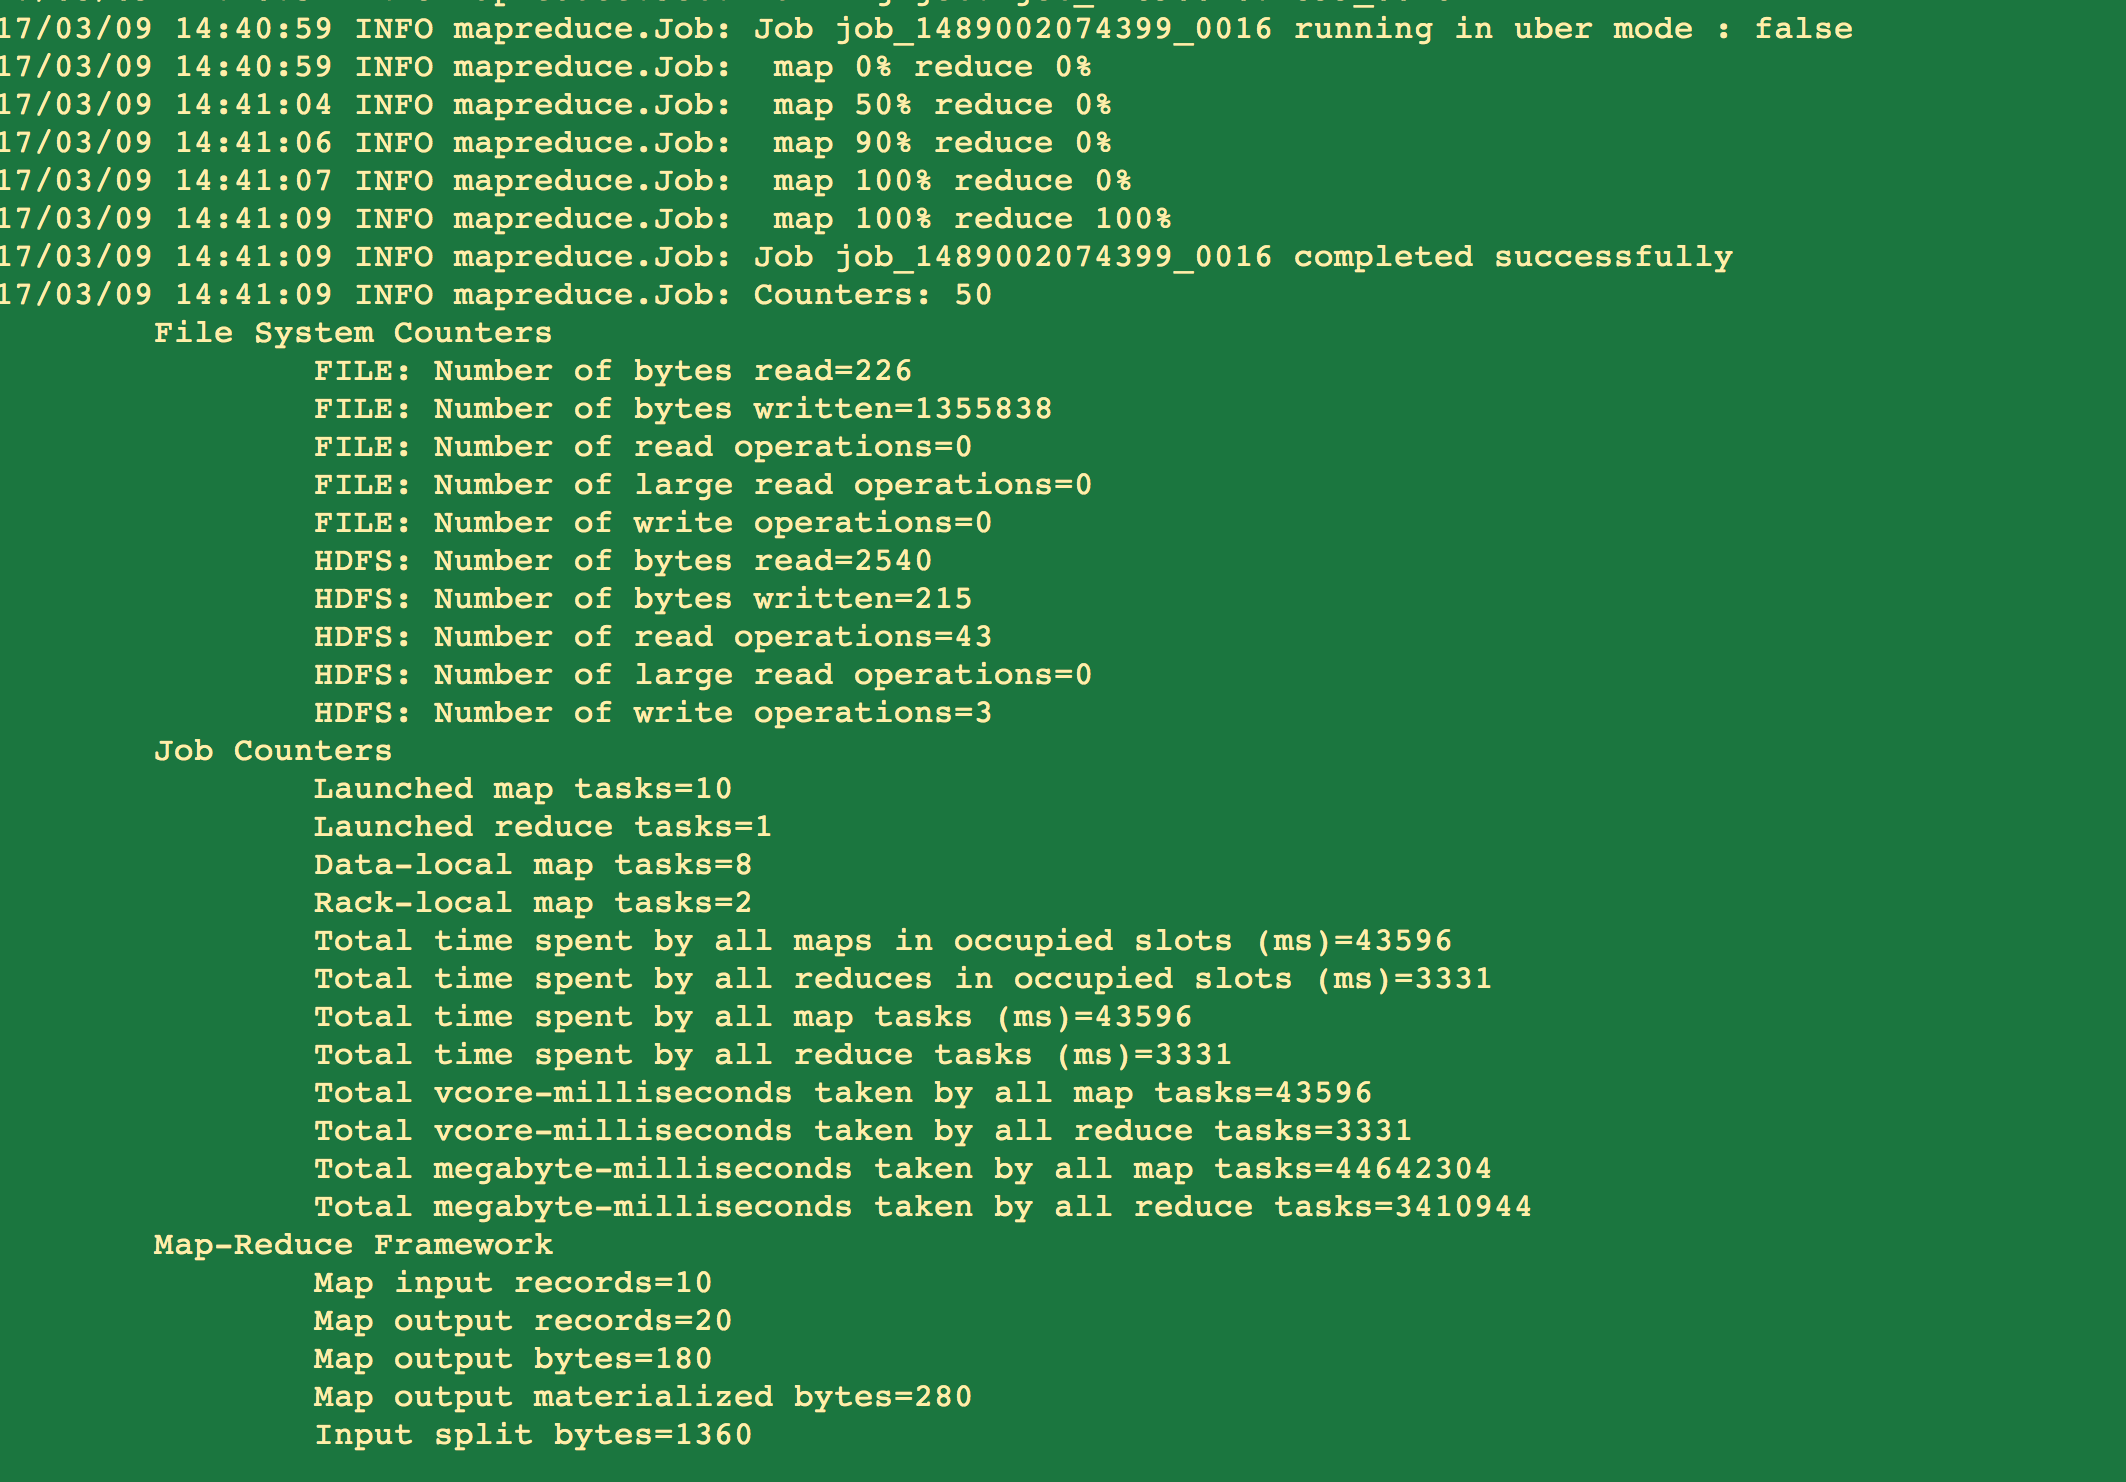 17/03/09 14:40:59 INFO mapreduce.Job: Job job_1489002074399_0016 running in uber mode : false
17/03/09 14:40:59 INFO mapreduce.Job:  map 0% reduce 0%
17/03/09 14:41:04 INFO mapreduce.Job:  map 50% reduce 0%
17/03/09 14:41:06 INFO mapreduce.Job:  map 90% reduce 0%
17/03/09 14:41:07 INFO mapreduce.Job:  map 100% reduce 0%
17/03/09 14:41:09 INFO mapreduce.Job:  map 100% reduce 100%
17/03/09 14:41:09 INFO mapreduce.Job: Job job_1489002074399_0016 completed successfully
17/03/09 14:41:09 INFO mapreduce.Job: Counters: 50
File System Counters
FILE: Number of bytes read=226
FILE: Number of bytes written=1355838
FILE: Number of read operations=0
FILE: Number of large read operations=0
FILE: Number of write operations=0
HDFS: Number of bytes read=2540
HDFS: Number of bytes written=215
HDFS: Number of read operations=43
HDFS: Number of large read operations=0
HDFS: Number of write operations=3
Job Counters
Launched map tasks=10
Launched reduce tasks=1
Data-local map tasks=8
Rack-local map tasks=2
Total time spent by all maps in occupied slots (ms)=43596
Total time spent by all reduces in occupied slots (ms)=3331
Total time spent by all map tasks (ms)=43596
Total time spent by all reduce tasks (ms)=3331
Total vcore-milliseconds taken by all map tasks=43596
Total vcore-milliseconds taken by all reduce tasks=3331
Total megabyte-milliseconds taken by all map tasks=44642304
Total megabyte-milliseconds taken by all reduce tasks=3410944
Map-Reduce Framework
Map input records=10
Map output records=20
Map output bytes=180
Map output materialized bytes=280
Input split bytes=1360